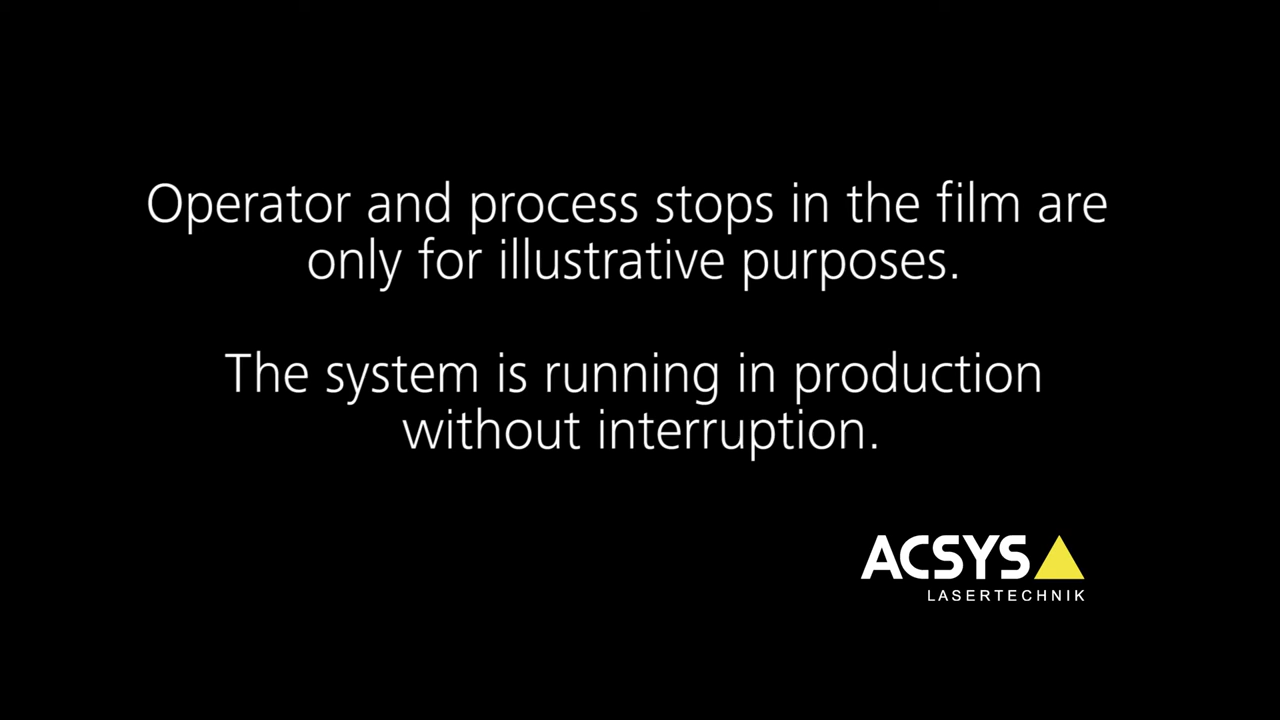 Operator and process stops in the film are
only for illustrative purposes.
The system is running in production
without interruption.
ACSYS
LASERTECHNIK